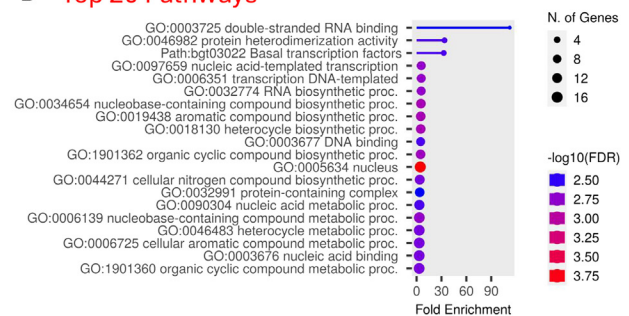 Top 20 Pathways
GO:0003725 double-stranded RNA binding
GO:0046982 protein heterodimerization activity
Path:bgt03022 Basal transcription factors
GO:0097659 nucleic acid-templated transcription
GO:0006351 transcription DNA-templated
GO:0032774 RNA biosynthetic proc.
GO:0034654 nucleobase-containing compound biosynthetic proc.
GO:0019438 aromatic compound biosynthetic proc.
GO:0018130 heterocycle biosynthetic proc.
GO:0003677 DNA binding
GO:1901362 organic cyclic compound biosynthetic proc.
GO:0005634 nucleus
GO:0044271 cellular nitrogen compound biosynthetic proc.
GO:0032991 protein-containing complex
GO:0090304 nucleic acid metabolic proc.
GO:0006139 nucleobase-containing compound metabolic proc.
GO:0046483 heterocycle metabolic proc.
GO:0006725 cellular aromatic compound metabolic proc.
GO:0003676 nucleic acid binding
GO:1901360 organic cyclic compound metabolic proc.
0 30 60 90
Fold Enrichment
N. of Genes
4
8
12
16
-log10(FDR)
2.50
2.75
3.00
3.25
3.50
3.75